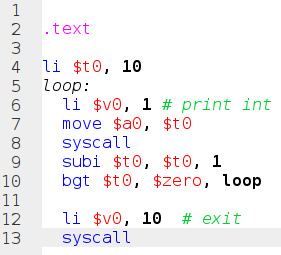 1
2 .text
3
4 li $t0, 10
5 loop:
6 li $v0, 1 # print int
7 move $a0, $t0
8 syscall
9 subi $t0, $t0, 1
10 bgt $t0, $zero, loop
11
12 li $v0, 10 # exit
13 syscall